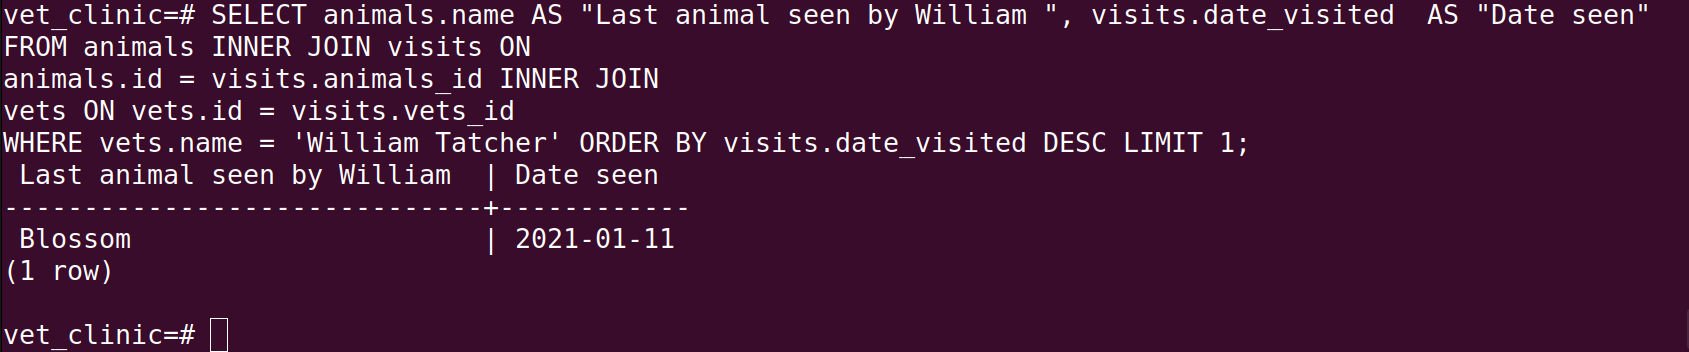 vet_clinic=# SELECT animals.name AS "Last animal seen by William ", visits.date_visited  AS "Date seen"
FROM animals INNER JOIN visits ON
animals.id = visits.animals_id INNER JOIN
vets ON vets.id = visits.vets_id
WHERE vets.name = 'William Tatcher' ORDER BY visits.date_visited DESC LIMIT 1;
 Last animal seen by William  | Date seen
------------------------------+------------
 Blossom                      | 2021-01-11
(1 row)

vet_clinic=#